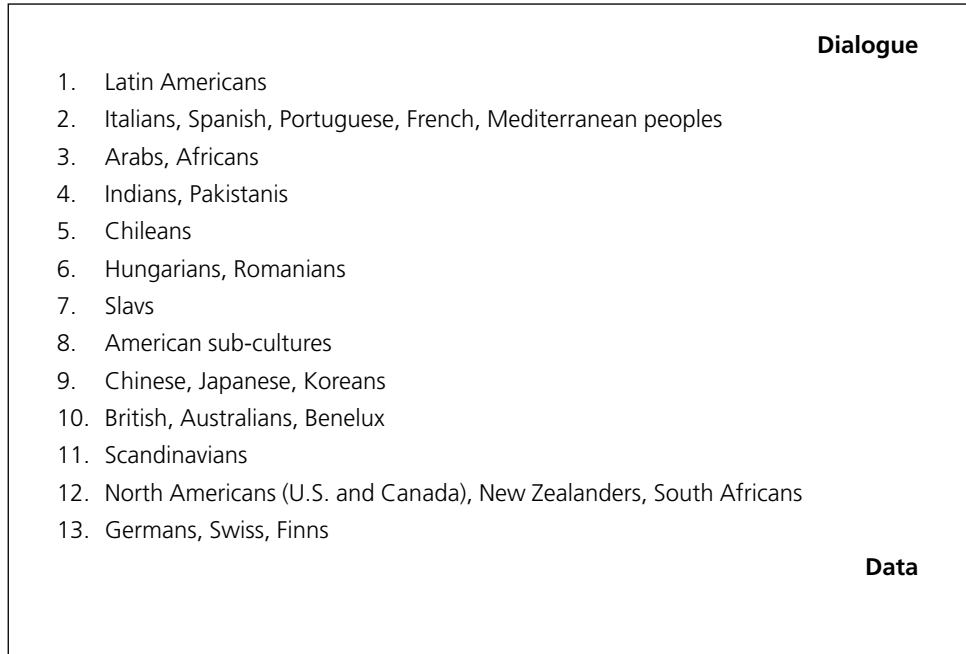 Dialogue
1. Latin Americans
2. Italians, Spanish, Portuguese, French, Mediterranean peoples
3. Arabs, Africans
4. Indians, Pakistanis
5. Chileans
6. Hungarians, Romanians
7. Slavs
8. American sub-cultures
9. Chinese, Japanese, Koreans
10. British, Australians, Benelux
11. Scandinavians
12. North Americans (U.S. and Canada), New Zealanders, South Africans
13. Germans, Swiss, Finns
Data